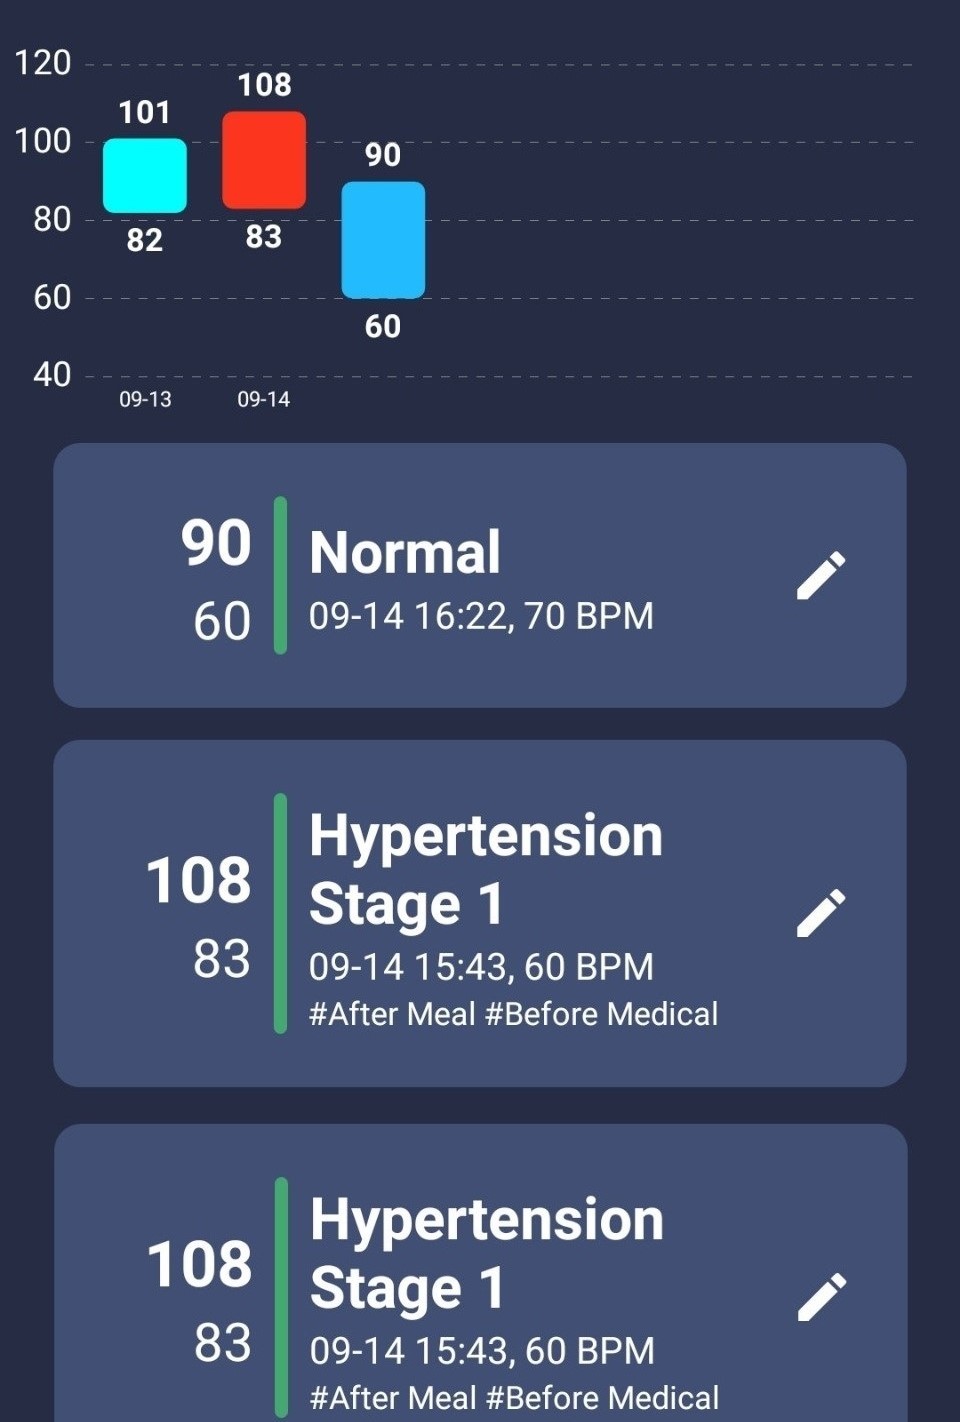 120
108
101
100
90
80
82
83
60
60
40
09-13 09-14
90
60
Normal
09-14 16:22, 70 BPM
108
83
Hypertension
Stage 1
09-14 15:43, 60 BPM
#After Meal #Before Medical
108
83
Hypertension
Stage 1
09-14 15:43, 60 BPM
#After Meal #Before Medical